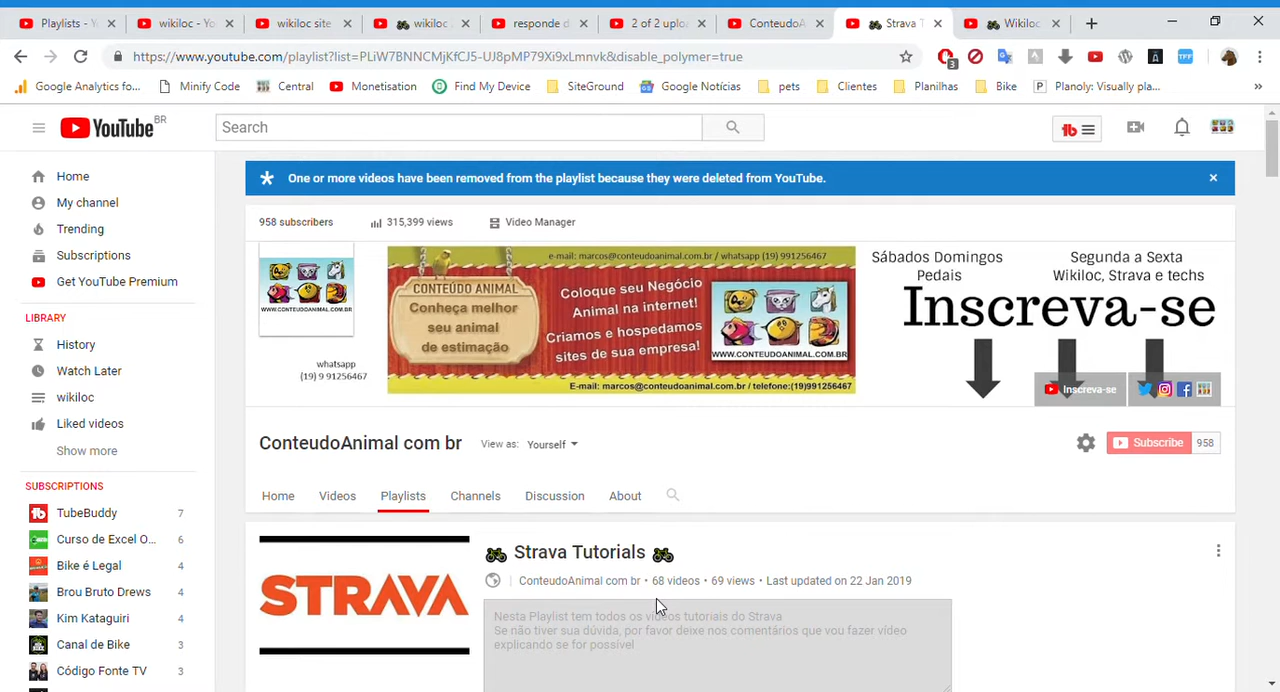 Playlists - Y
wikiloc - Yo
wikiloc site
wikiloc
responde d
2 of 2 uploa
ConteudoA
Strava T
Wikiloc
https://www.youtube.com/playlist?list=PLiW7BNNCMjKfCJ5-UJ8pMP79Xi9xLmnvk&disable_polymer=true
3
TFF
Google Analytics fo...
Minify Code
Central
Monetisation
Find My Device
SiteGround
Google Notícias
pets
Clientes
Planilhas
Bike
Planoly: Visually pla...
»
YouTube BR
Search
Home
My channel
Trending
Subscriptions
Get YouTube Premium
LIBRARY
History
Watch Later
wikiloc
Liked videos
Show more
SUBSCRIPTIONS
TubeBuddy 7
Curso de Excel O... 6
Bike é Legal 4
Brou Bruto Drews 4
Kim Kataguiri 4
Canal de Bike 3
Código Fonte TV 3
One or more videos have been removed from the playlist because they were deleted from YouTube.
958 subscribers
315,399 views
Video Manager
WWW.CONTEUDOANIMAL.COM.BR
whatsapp
(19) 9 91256467
e-mail: marcos@conteudoanimal.com.br / whatsapp (19) 991256467
CONTEÚDO ANIMAL
Conheça melhor
seu animal
de estimação
Coloque seu Negócio
Animal na internet!
Criamos e hospedamos
sites de sua empresa!
WWW.CONTEUDOANIMAL.COM.BR
E-mail: marcos@conteudoanimal.com.br / telefone:(19)991256467
Sábados Domingos
Pedais
Segunda a Sexta
Wikiloc, Strava e techs
Inscreva-se
Inscreva-se
ConteudoAnimal com br
View as: Yourself
Subscribe 958
Home
Videos
Playlists
Channels
Discussion
About
STRAVA
Strava Tutorials
ConteudoAnimal com br • 68 videos • 69 views • Last updated on 22 Jan 2019
Nesta Playlist tem todos os vídeos tutoriais do Strava
Se não tiver sua dúvida, por favor deixe nos comentários que vou fazer vídeo
explicando se for possível